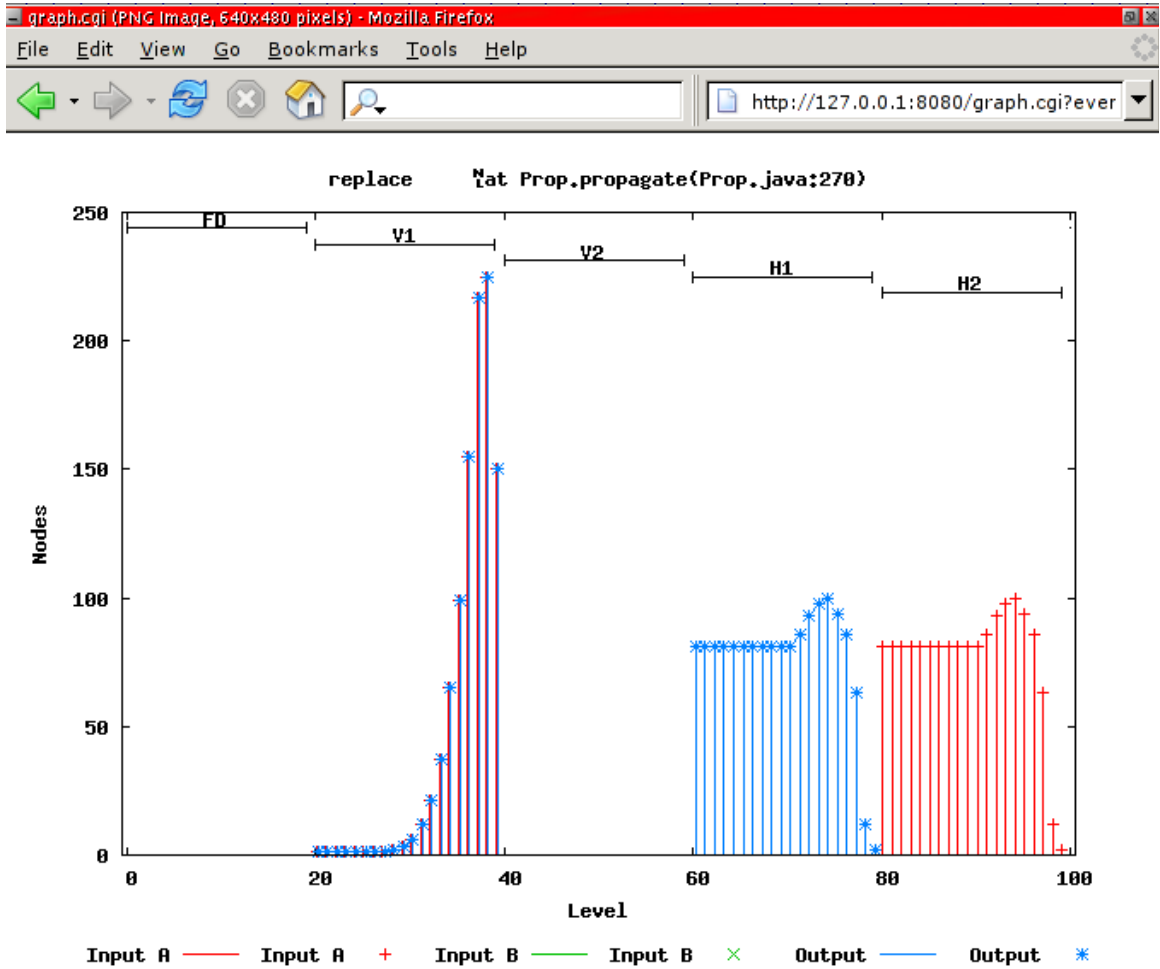 graph.cgi (PNG Image, 640x480 pixels) - Mozilla Firefox
File Edit View Go Bookmarks Tools Help
http://127.0.0.1:8080/graph.cgi?ever
replace NL at Prop.propagate(Prop.java:270)
250
FD
V1
V2
H1
H2
200
150
100
50
0
Nodes
0 20 40 60 80 100
Level
Input A Input A Input B Input B Output Output